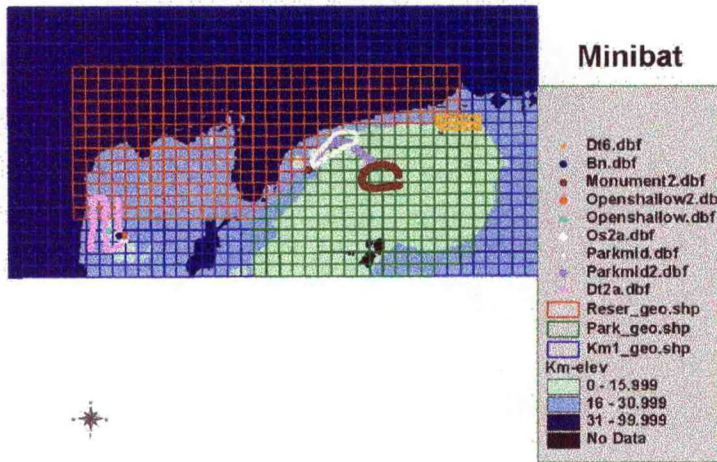 Minibat
Dt6.dbf
Bn.dbf
Monument2.dbf
Openshallow2.dbf
Openshallow.dbf
Os2a.dbf
Parkmid.dbf
Parkmid2.dbf
Dt2a.dbf
Reser_geo.shp
Park_geo.shp
Km1_geo.shp
Km-elev
0 - 15.999
16 - 30.999
31 - 99.999
No Data